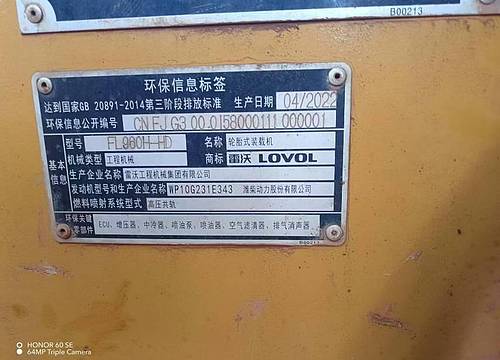 B00213
环保信息标签
达到国家GB 20891-2014第三阶段排放标准 生产日期 04/2022
环保信息公开编号 CN FJ G3 00 0158000111 000001
基本信息
型号 FL960H-HD 名称 轮胎式装载机
机械类型 工程机械 商标 雷沃 LOVOL
生产企业名称 雷沃工程机械集团有限公司
发动机型号和生产企业名称 WP10G231E343 潍柴动力股份有限公司
燃料喷射系统型式 高压共轨
环保关键零部件 ECU、增压器、中冷器、喷油泵、喷油器、空气滤清器、排气消声器
B00213
HONOR 60 SE
64MP Triple Camera